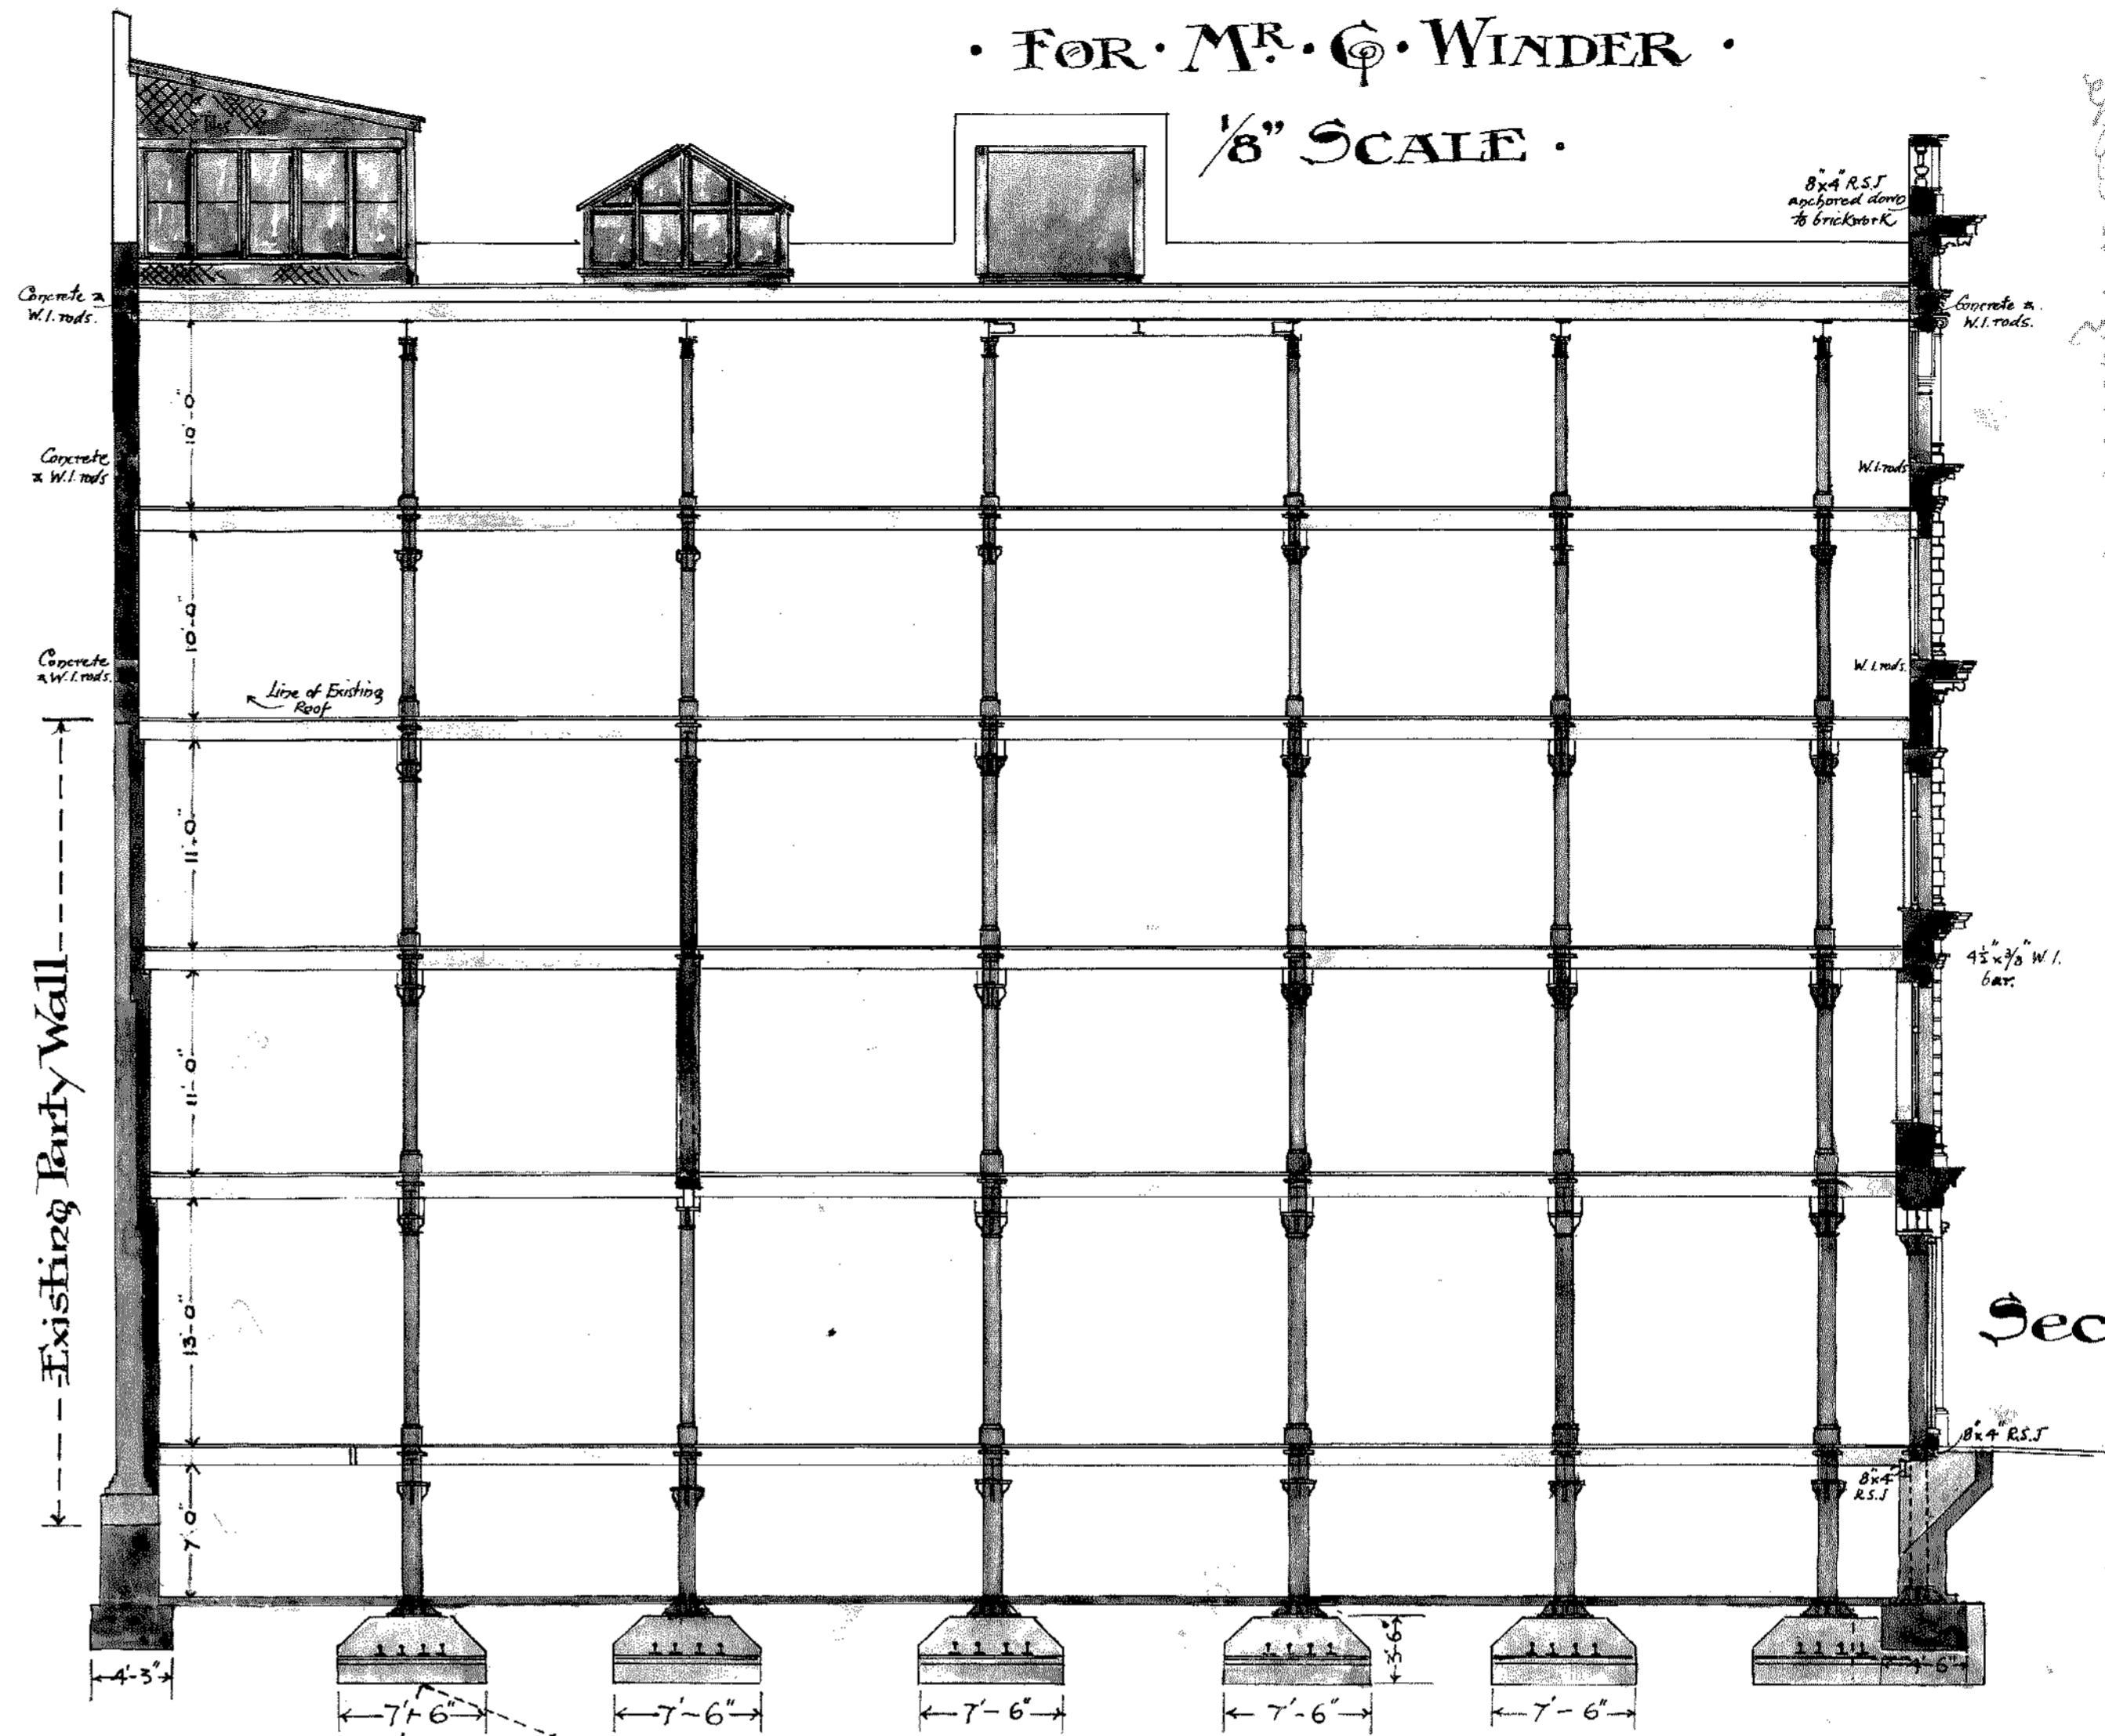 · FOR · MR. G · WINDER ·
1/8" SCALE ·
8"x4" R.S.J
anchored down
to brickwork
Concrete &
W.I. rods.
Concrete &
W.I. rods.
10'-0"
Concrete
& W.I. rods
W.I. rods
10'-0"
Concrete
& W.I. rods.
W.I. rods.
Line of Existing
Roof
11'-0"
Existing Party Wall
4½" x 3/8" W.I.
bar.
11'-0"
13'-0"
Sec
8"x4" R.S.J
8"x4"
R.S.J
7'-0"
3'-6"
4'-3"
7'-6"
7'-6"
7'-6"
7'-6"
7'-6"